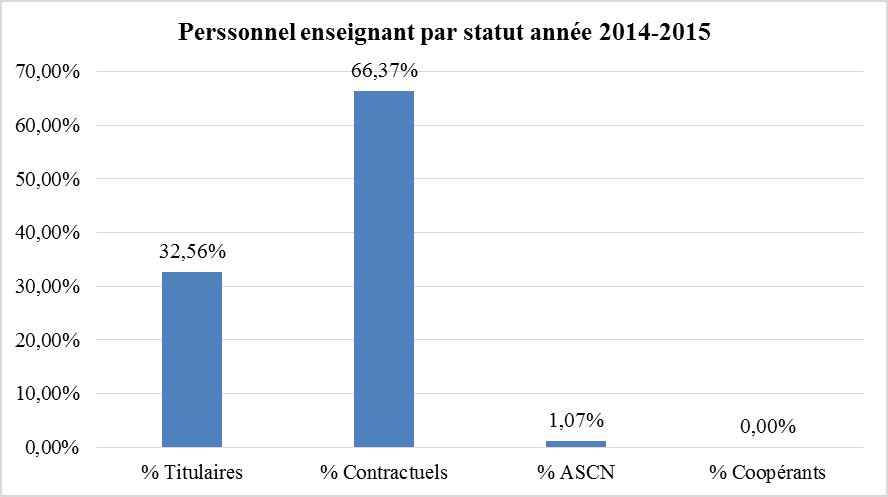 Perssonnel enseignant par statut année 2014-2015
70,00%
60,00%
50,00%
40,00%
30,00%
20,00%
10,00%
0,00%
32,56%
66,37%
1,07%
0,00%
% Titulaires
% Contractuels
% ASCN
% Coopérants